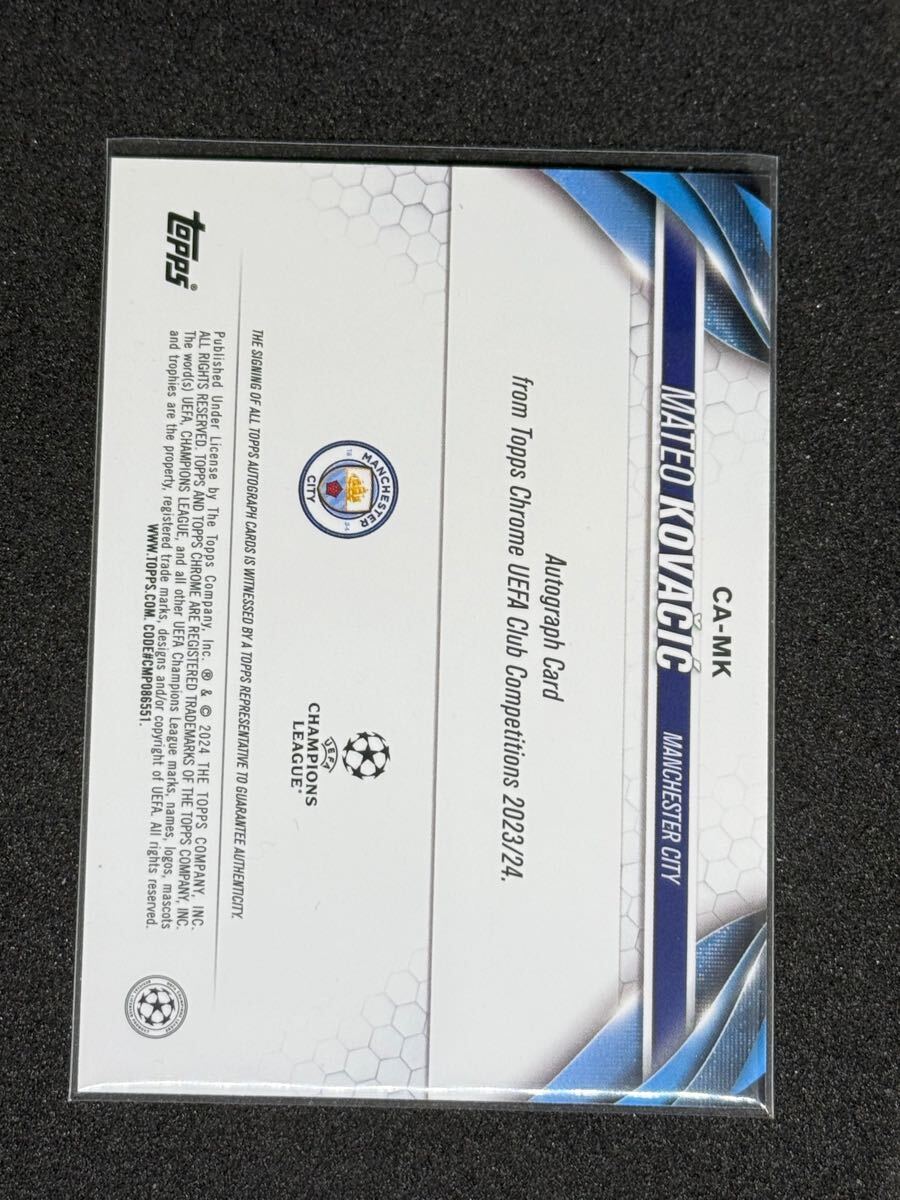 CA-MK
MATEO KOVAČIĆ MANCHESTER CITY
Autograph Card
from Topps Chrome UEFA Club Competitions 2023/24.
MANCHESTER
18 94
CITY
UEFA
CHAMPIONS
LEAGUE®
THE SIGNING OF ALL TOPPS AUTOGRAPH CARDS IS WITNESSED BY A TOPPS REPRESENTATIVE TO GUARANTEE AUTHENTICITY.
topps®
Published Under License by The Topps Company, Inc. ® & © 2024 THE TOPPS COMPANY, INC.
ALL RIGHTS RESERVED. TOPPS AND TOPPS CHROME ARE REGISTERED TRADEMARKS OF THE TOPPS COMPANY, INC.
The word(s) UEFA, CHAMPIONS LEAGUE, and all other UEFA Champions League marks, names, logos, mascots
and trophies are the property, registered trade marks, designs and/or copyright of UEFA. All rights reserved.
WWW.TOPPS.COM. CODE#CMP086551.